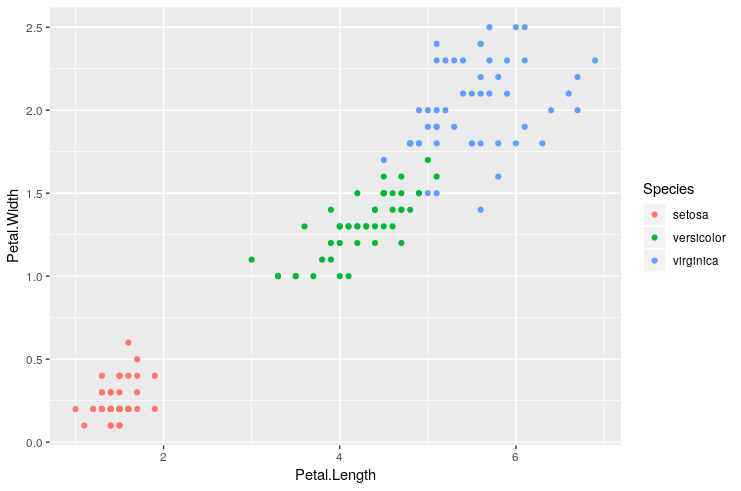 2.5
2.0
1.5
1.0
0.5
0.0
Petal.Width
2
4
6
Petal.Length
Species
setosa
versicolor
virginica